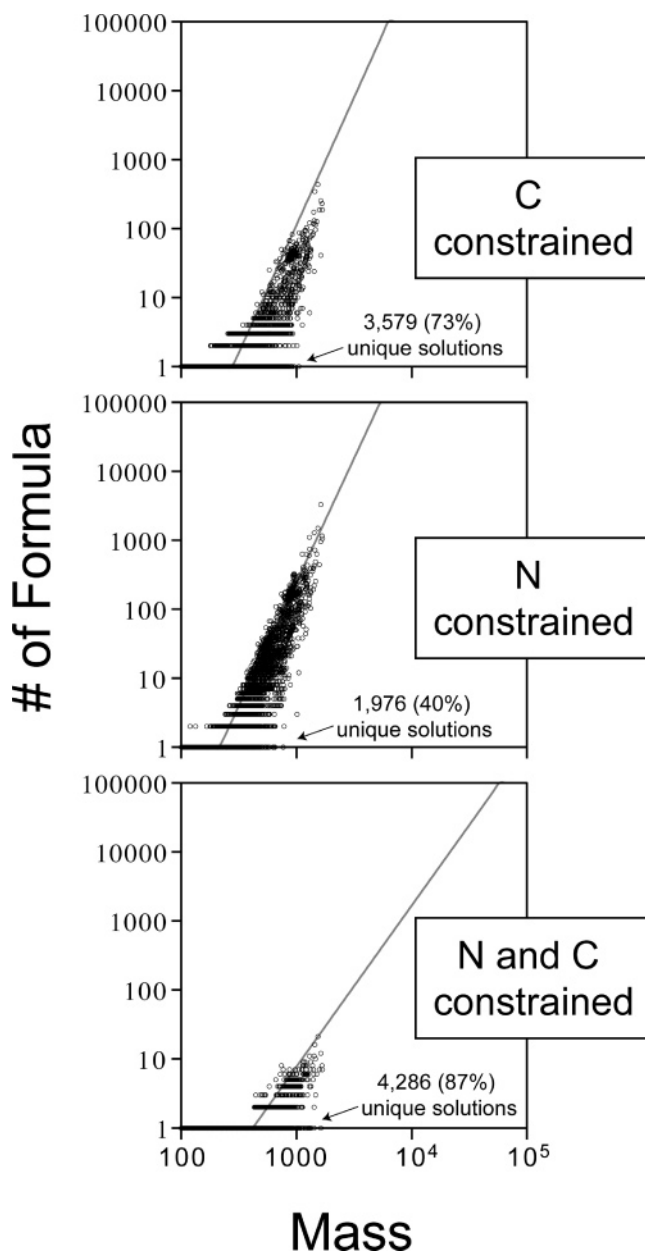 # of Formula
100000
10000
1000
100
10
1
C
constrained
3,579 (73%)
unique solutions
100000
10000
1000
100
10
1
N
constrained
1,976 (40%)
unique solutions
100000
10000
1000
100
10
1
N and C
constrained
4,286 (87%)
unique solutions
100 1000 10⁴ 10⁵
Mass